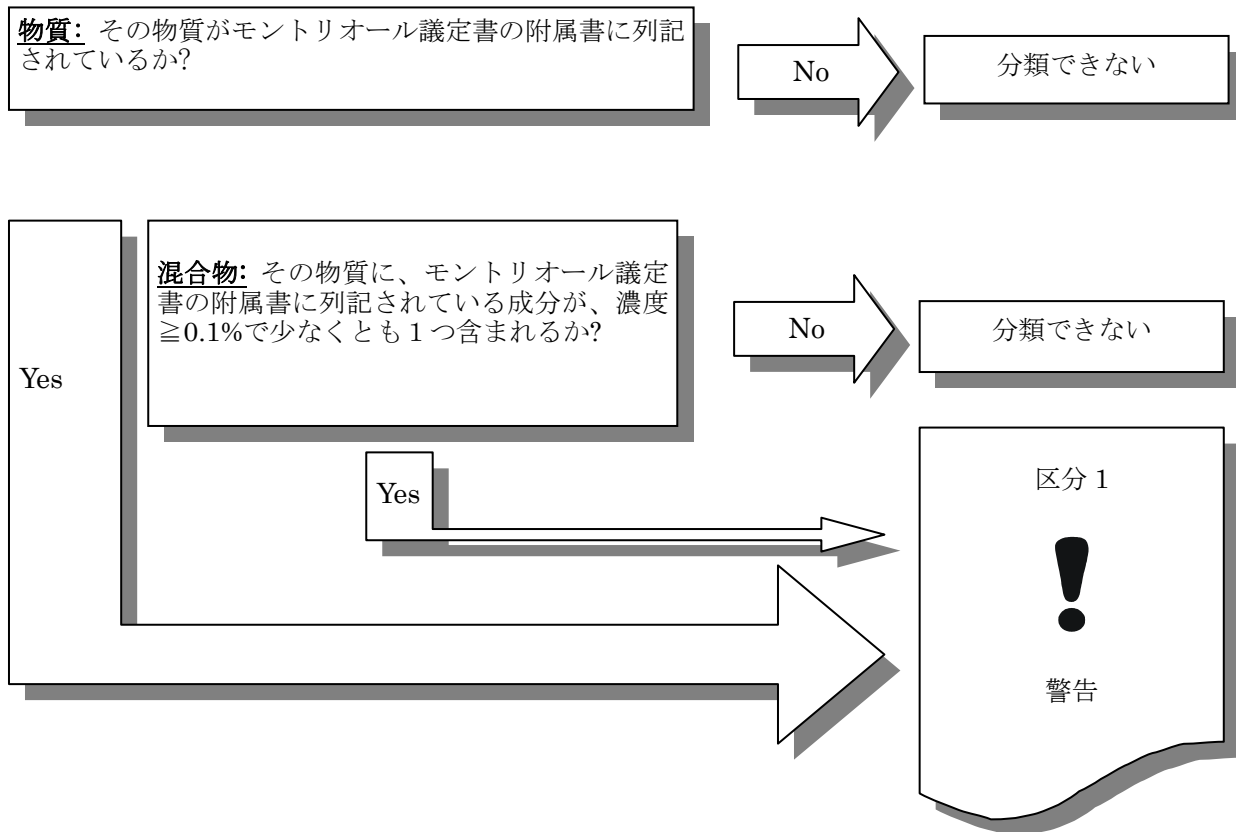 物質: その物質がモントリオール議定書の附属書に列記
されているか?
No
分類できない
混合物: その物質に、モントリオール議定
書の附属書に列記されている成分が、濃度
≧0.1%で少なくとも１つ含まれるか?
No
分類できない
Yes
Yes
区分 1
!
警告